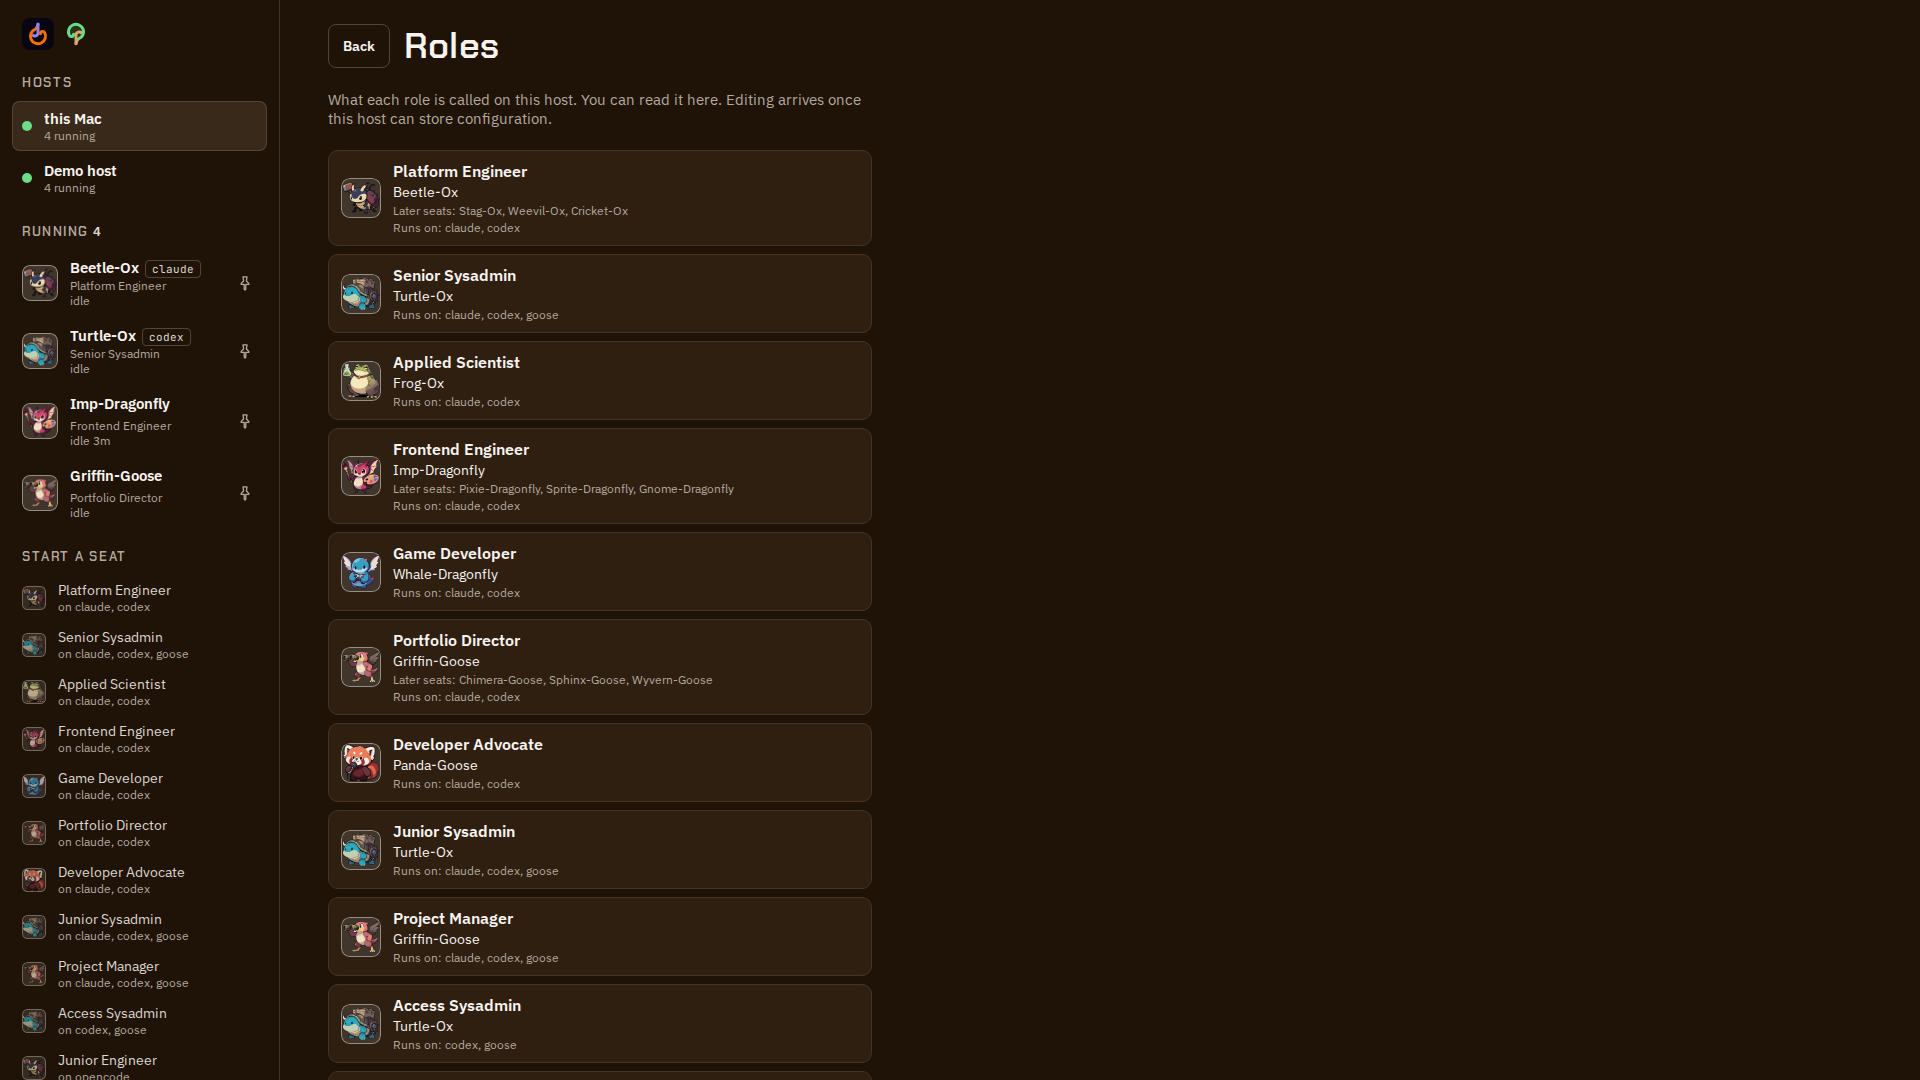 HOSTS
this Mac
4 running
Demo host
4 running
RUNNING 4
Beetle-Ox claude
Platform Engineer
idle
Turtle-Ox codex
Senior Sysadmin
idle
Imp-Dragonfly
Frontend Engineer
idle 3m
Griffin-Goose
Portfolio Director
idle
START A SEAT
Platform Engineer
on claude, codex
Senior Sysadmin
on claude, codex, goose
Applied Scientist
on claude, codex
Frontend Engineer
on claude, codex
Game Developer
on claude, codex
Portfolio Director
on claude, codex
Developer Advocate
on claude, codex
Junior Sysadmin
on claude, codex, goose
Project Manager
on claude, codex, goose
Access Sysadmin
on codex, goose
Junior Engineer
on opencode
Back
Roles
What each role is called on this host. You can read it here. Editing arrives once
this host can store configuration.
Platform Engineer
Beetle-Ox
Later seats: Stag-Ox, Weevil-Ox, Cricket-Ox
Runs on: claude, codex
Senior Sysadmin
Turtle-Ox
Runs on: claude, codex, goose
Applied Scientist
Frog-Ox
Runs on: claude, codex
Frontend Engineer
Imp-Dragonfly
Later seats: Pixie-Dragonfly, Sprite-Dragonfly, Gnome-Dragonfly
Runs on: claude, codex
Game Developer
Whale-Dragonfly
Runs on: claude, codex
Portfolio Director
Griffin-Goose
Later seats: Chimera-Goose, Sphinx-Goose, Wyvern-Goose
Runs on: claude, codex
Developer Advocate
Panda-Goose
Runs on: claude, codex
Junior Sysadmin
Turtle-Ox
Runs on: claude, codex, goose
Project Manager
Griffin-Goose
Runs on: claude, codex, goose
Access Sysadmin
Turtle-Ox
Runs on: codex, goose